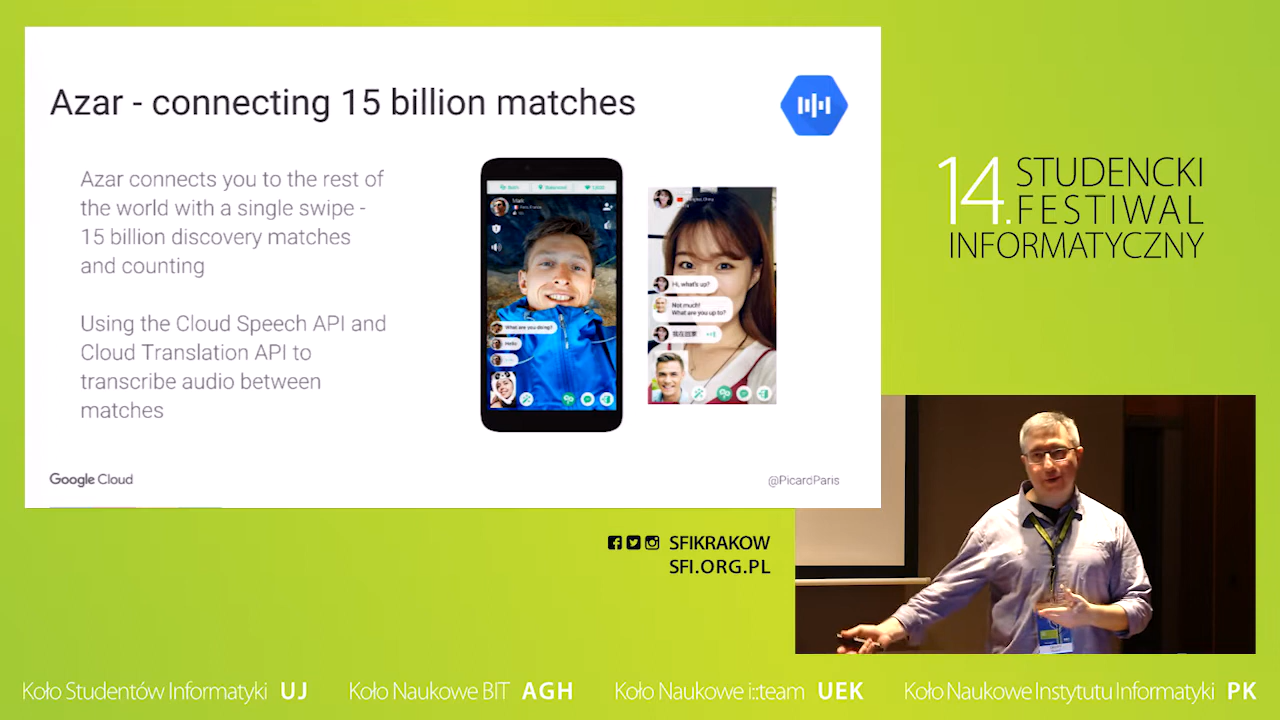 Azar - connecting 15 billion matches
Azar connects you to the rest of
the world with a single swipe -
15 billion discovery matches
and counting
Using the Cloud Speech API and
Cloud Translation API to
transcribe audio between
matches
What are you doing?
Hello!
Hi, what's up?
Not much!
What are you up to?
我在回家
Google Cloud
@PicardParis
14. STUDENCKI
FESTIWAL
INFORMATYCZNY
SFIKRAKOW
SFI.ORG.PL
Koło Studentów Informatyki UJ
Koło Naukowe BIT AGH
Koło Naukowe i::team UEK
Koło Naukowe Instytutu Informatyki PK